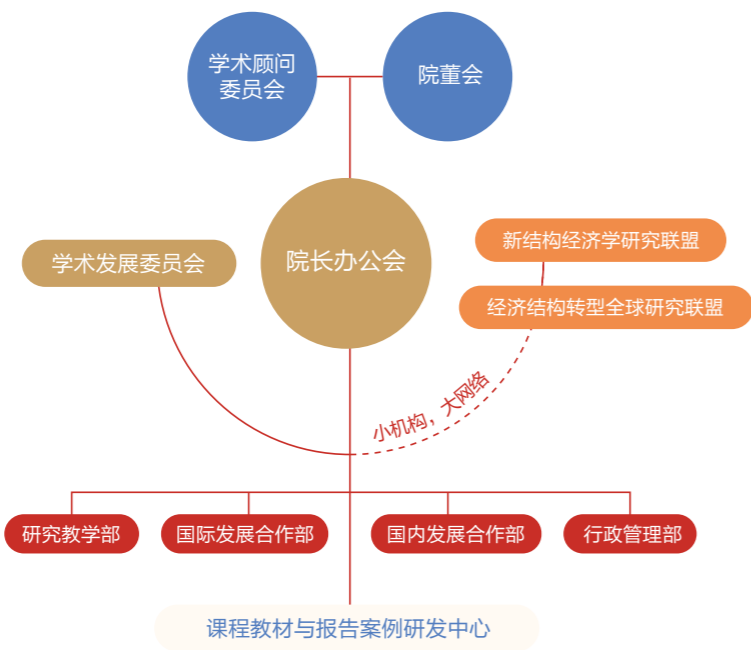 学术顾问
委员会
院董会
学术发展委员会
院长办公会
新结构经济学研究联盟
经济结构转型全球研究联盟
小机构，大网络
研究教学部
国际发展合作部
国内发展合作部
行政管理部
课程教材与报告案例研发中心